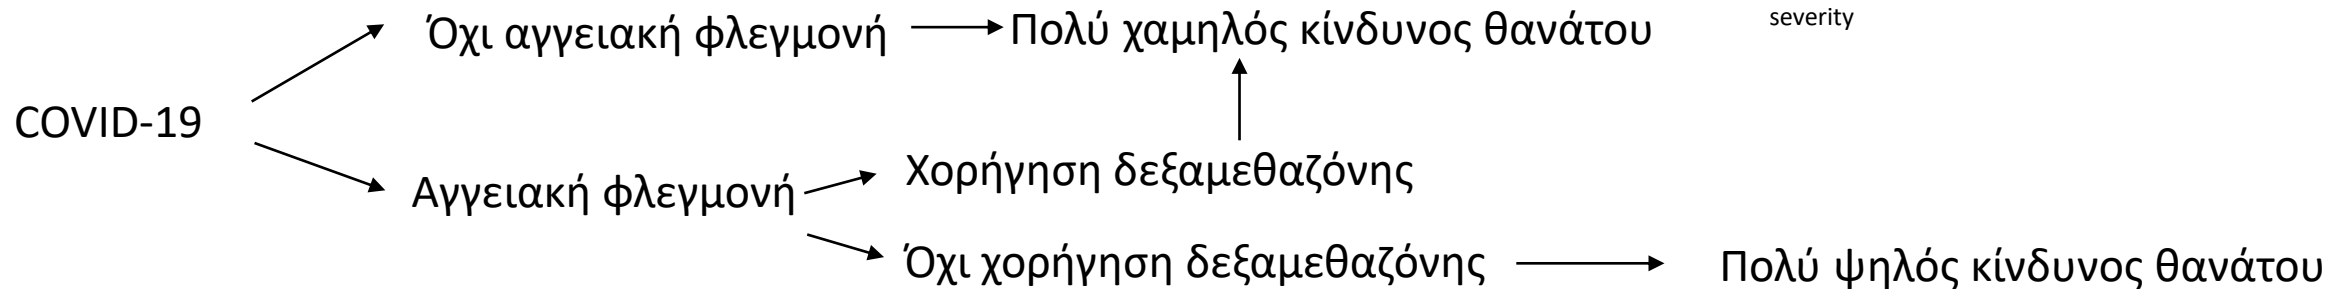 Όχι αγγειακή φλεγμονή
Πολύ χαμηλός κίνδυνος θανάτου
severity
COVID-19
Αγγειακή φλεγμονή
Χορήγηση δεξαμεθαζόνης
Όχι χορήγηση δεξαμεθαζόνης
Πολύ ψηλός κίνδυνος θανάτου